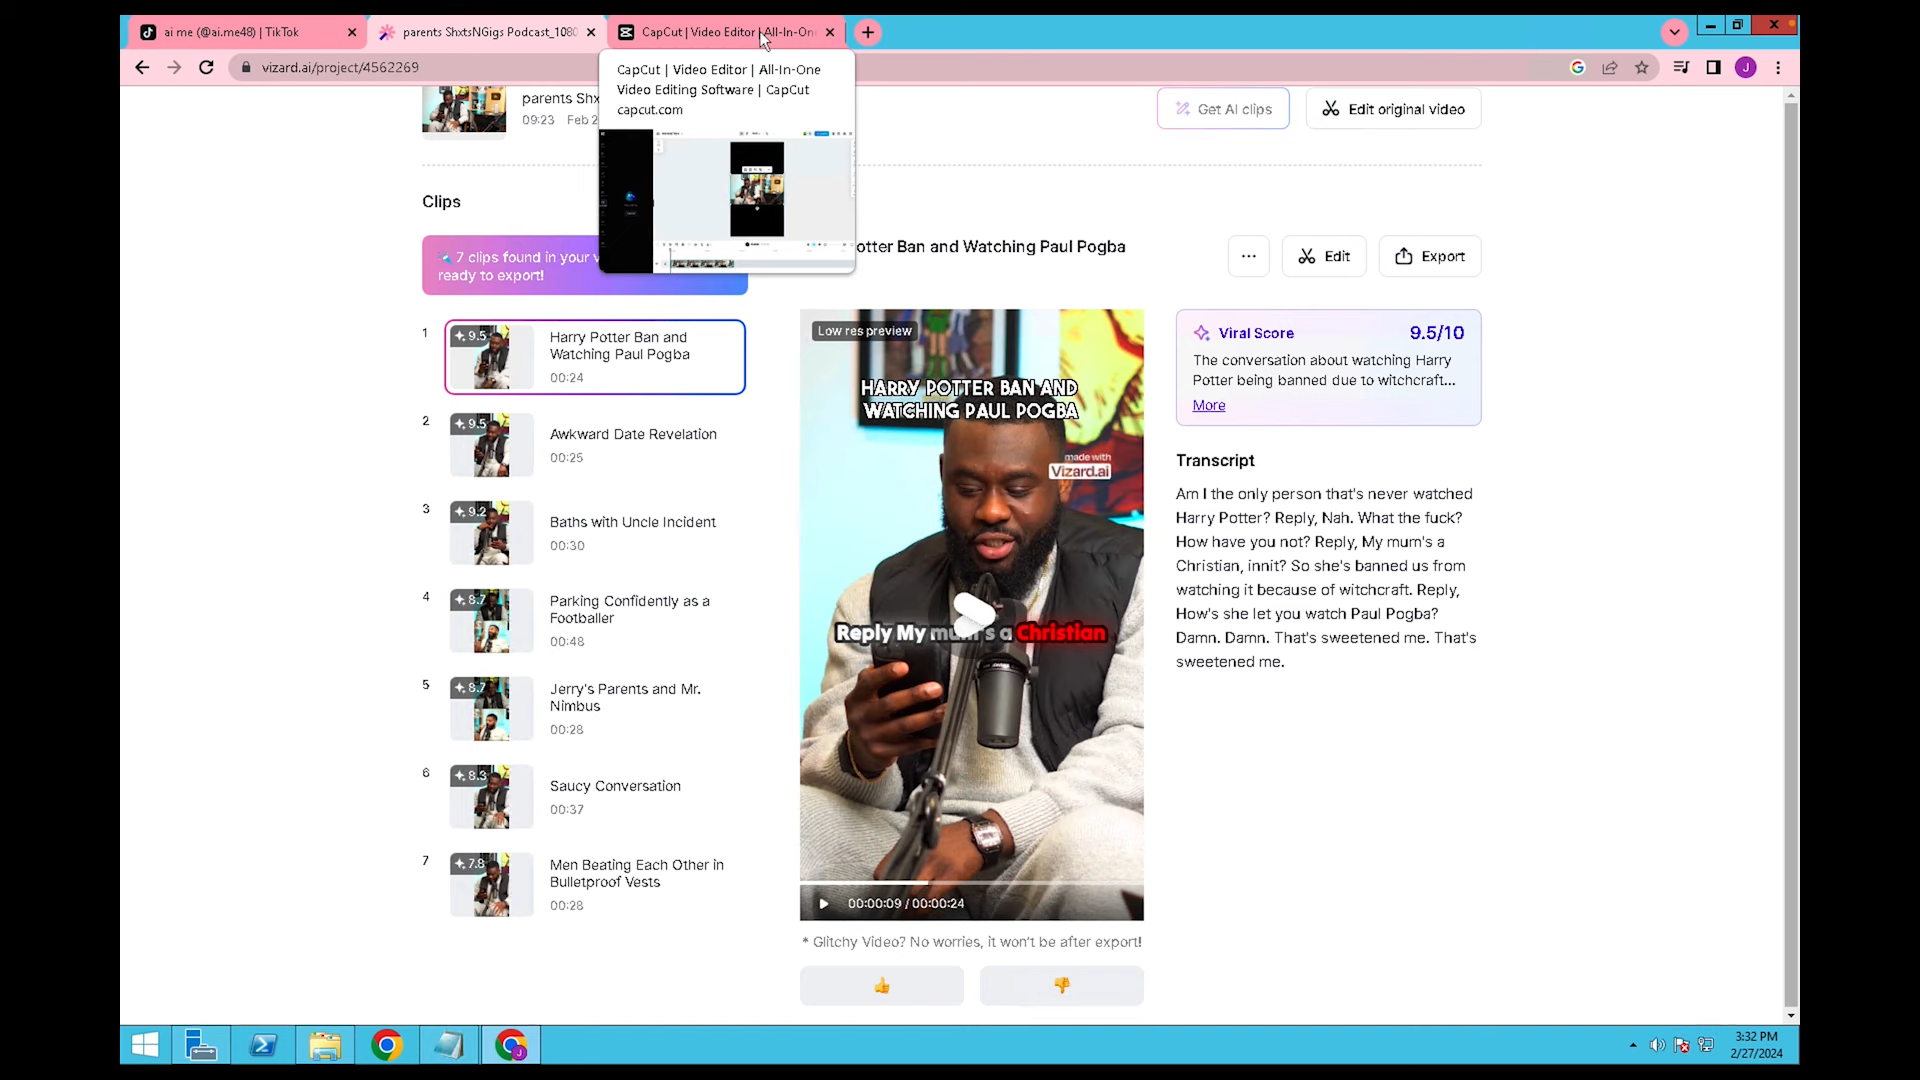 ai me (@ai.me48) | TikTok
parents ShxtsNGigs Podcast_1080
CapCut | Video Editor | All-In-On
vizard.ai/project/4562269
J
CapCut | Video Editor | All-In-One
Video Editing Software | CapCut
capcut.com
parents Shx
09:23 Feb 2
Get AI clips
Edit original video
Clips
7 clips found in your v
ready to export!
otter Ban and Watching Paul Pogba
Edit
Export
1
9.5
Harry Potter Ban and
Watching Paul Pogba
00:24
2
9.5
Awkward Date Revelation
00:25
3
9.2
Baths with Uncle Incident
00:30
4
8.7
Parking Confidently as a
Footballer
00:48
5
8.7
Jerry's Parents and Mr.
Nimbus
00:28
6
8.3
Saucy Conversation
00:37
7
7.8
Men Beating Each Other in
Bulletproof Vests
00:28
Low res preview
HARRY POTTER BAN AND
WATCHING PAUL POGBA
made with
Vizard.ai
Reply My mum's a Christian
00:00:09 / 00:00:24
* Glitchy Video? No worries, it won't be after export!
Viral Score 9.5/10
The conversation about watching Harry
Potter being banned due to witchcraft...
More
Transcript
Am I the only person that's never watched
Harry Potter? Reply, Nah. What the fuck?
How have you not? Reply, My mum's a
Christian, innit? So she's banned us from
watching it because of witchcraft. Reply,
How's she let you watch Paul Pogba?
Damn. Damn. That's sweetened me. That's
sweetened me.
J
3:32 PM
2/27/2024